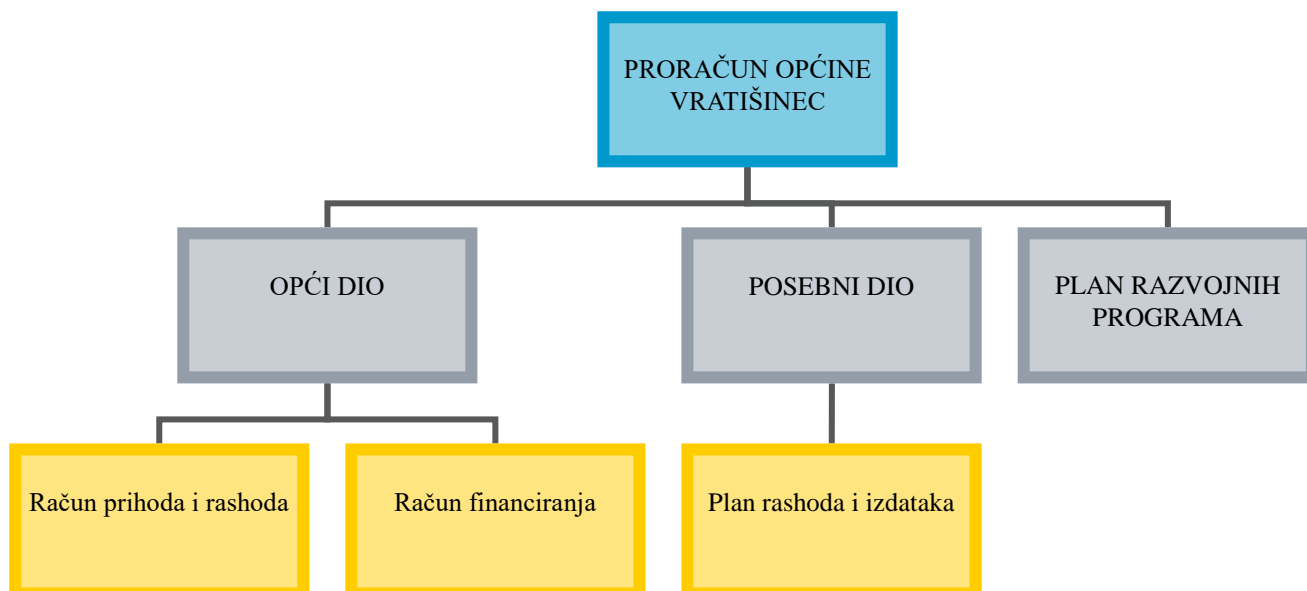 PRORAČUN OPĆINE
VRATIŠINEC
OPĆI DIO
POSEBNI DIO
PLAN RAZVOJNIH
PROGRAMA
Račun prihoda i rashoda
Račun financiranja
Plan rashoda i izdataka